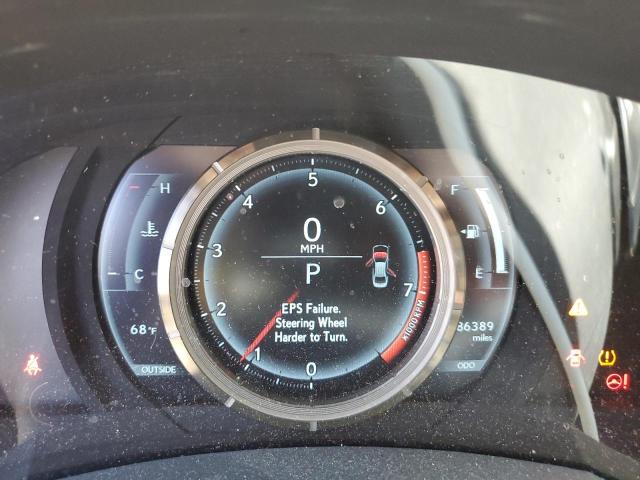 5
4
6
3
7
2
1
0
0
MPH
P
EPS Failure.
Steering Wheel
Harder to Turn.
x1000 RPM
H
C
68°F
OUTSIDE
F
E
36389
miles
ODO